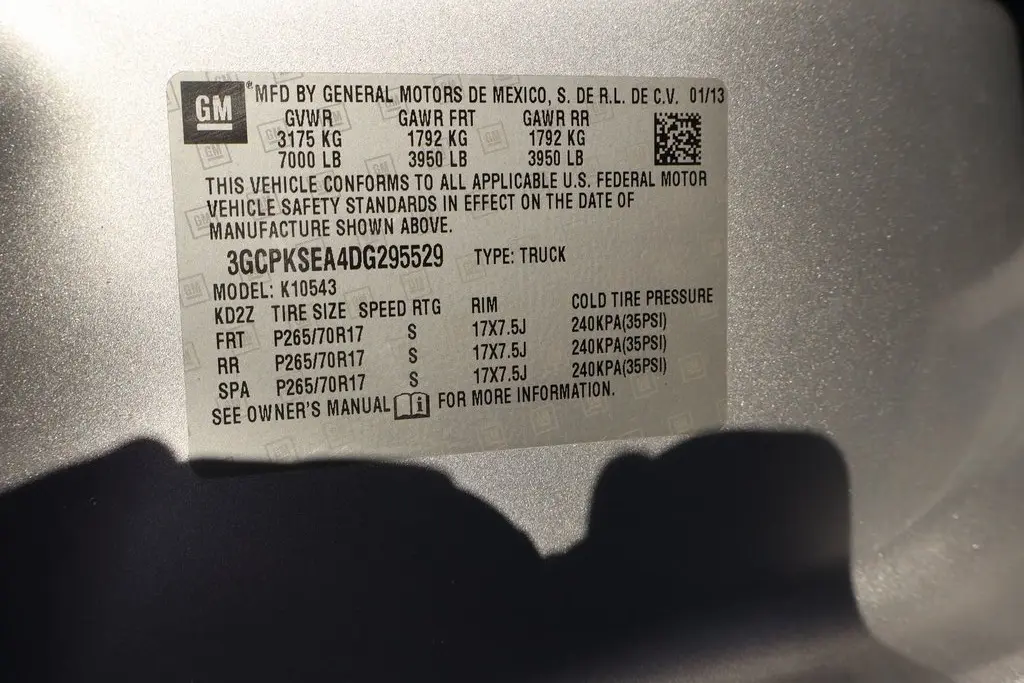 GM MFD BY GENERAL MOTORS DE MEXICO, S. DE R.L. DE C.V. 01/13
GVWR GAWR FRT GAWR RR
3175 KG 1792 KG 1792 KG
7000 LB 3950 LB 3950 LB
THIS VEHICLE CONFORMS TO ALL APPLICABLE U.S. FEDERAL MOTOR
VEHICLE SAFETY STANDARDS IN EFFECT ON THE DATE OF
MANUFACTURE SHOWN ABOVE.
3GCPKSEA4DG295529 TYPE: TRUCK
MODEL: K10543
KD2Z TIRE SIZE SPEED RTG RIM COLD TIRE PRESSURE
FRT P265/70R17 S 17X7.5J 240KPA(35PSI)
RR P265/70R17 S 17X7.5J 240KPA(35PSI)
SPA P265/70R17 S 17X7.5J 240KPA(35PSI)
SEE OWNER'S MANUAL i FOR MORE INFORMATION.